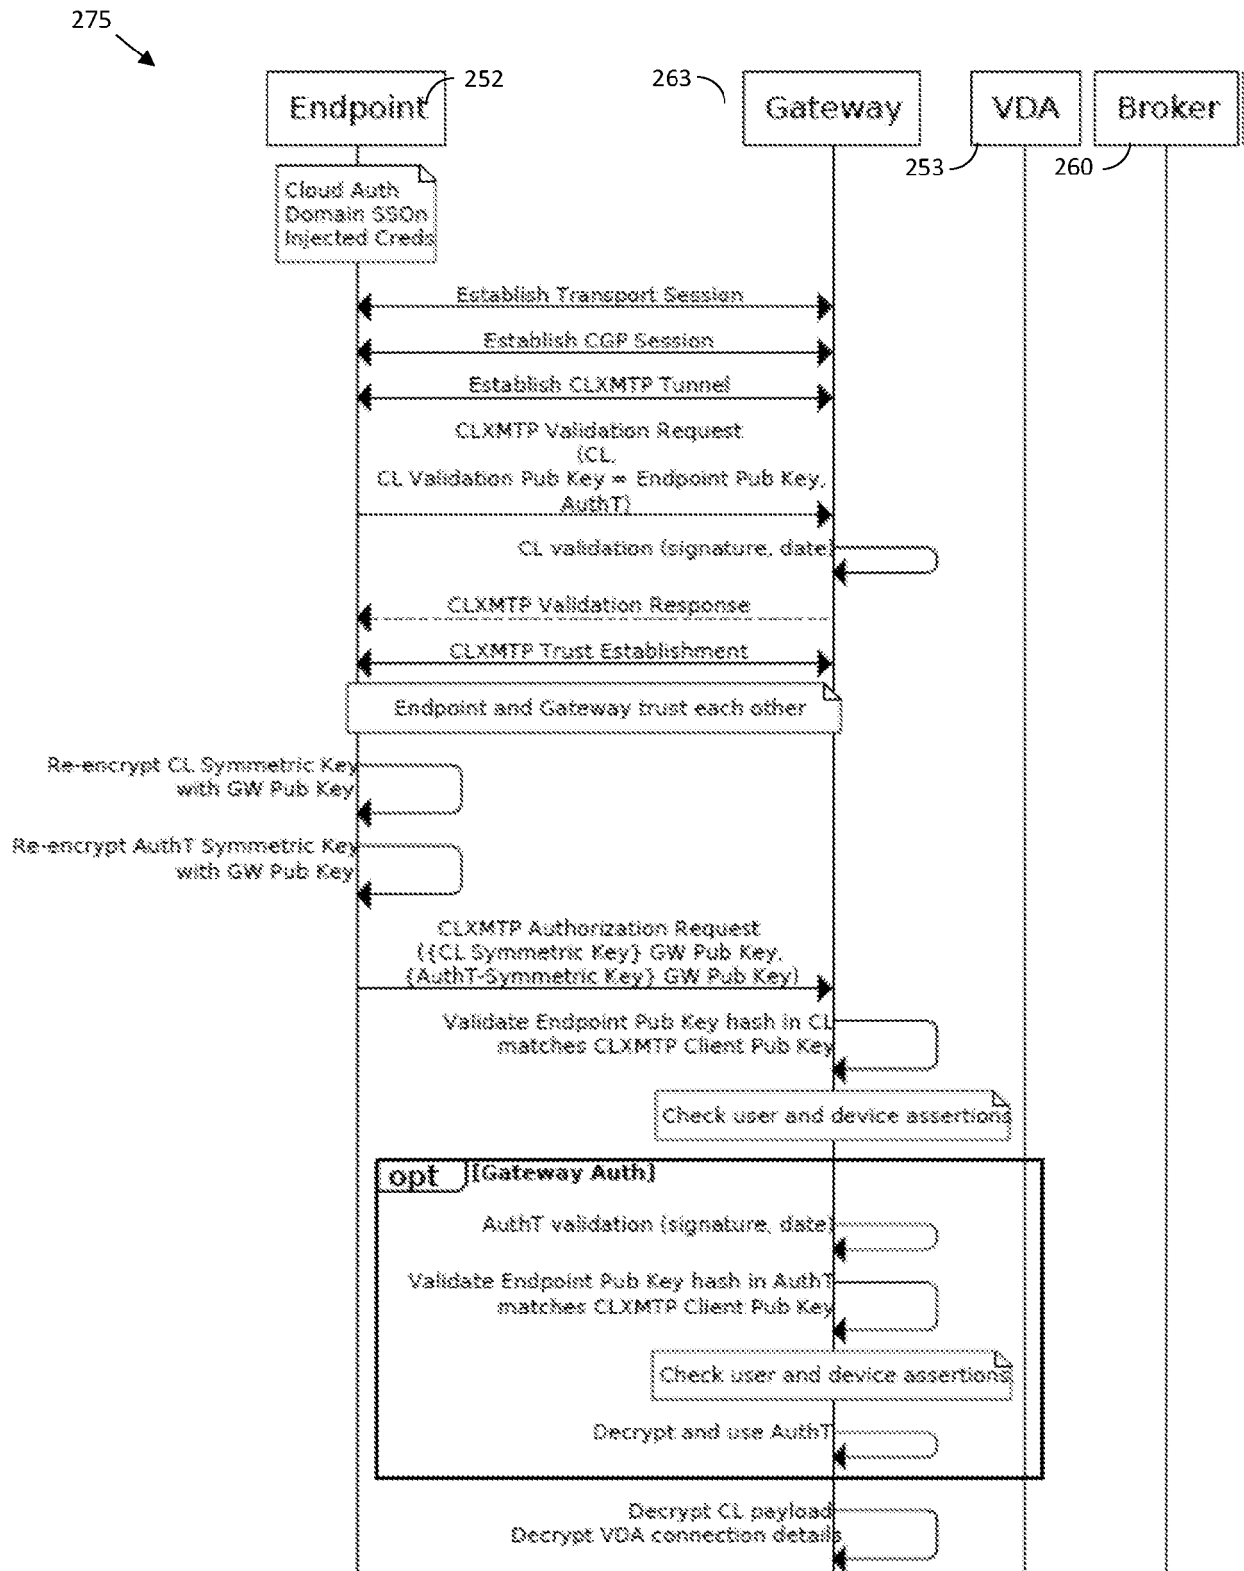 275
Endpoint
252
263
Gateway
VDA
Broker
253
260
Cloud Auth
Domain SSOn
Injected Creds
Establish Transport Session
Establish CGP Session
Establish CLXMTP Tunnel
CLXMTP Validation Request
(CL,
CL Validation Pub Key = Endpoint Pub Key,
AuthT)
CL validation (signature, date)
CLXMTP Validation Response
CLXMTP Trust Establishment
Endpoint and Gateway trust each other
Re-encrypt CL Symmetric Key
with GW Pub Key
Re-encrypt AuthT Symmetric Key
with GW Pub Key
CLXMTP Authorization Request
({CL Symmetric Key} GW Pub Key,
{AuthT-Symmetric Key} GW Pub Key)
Validate Endpoint Pub Key hash in CL
matches CLXMTP Client Pub Key
Check user and device assertions
opt [Gateway Auth]
AuthT validation (signature, date)
Validate Endpoint Pub Key hash in AuthT
matches CLXMTP Client Pub Key
Check user and device assertions
Decrypt and use AuthT
Decrypt CL payload
Decrypt VDA connection details